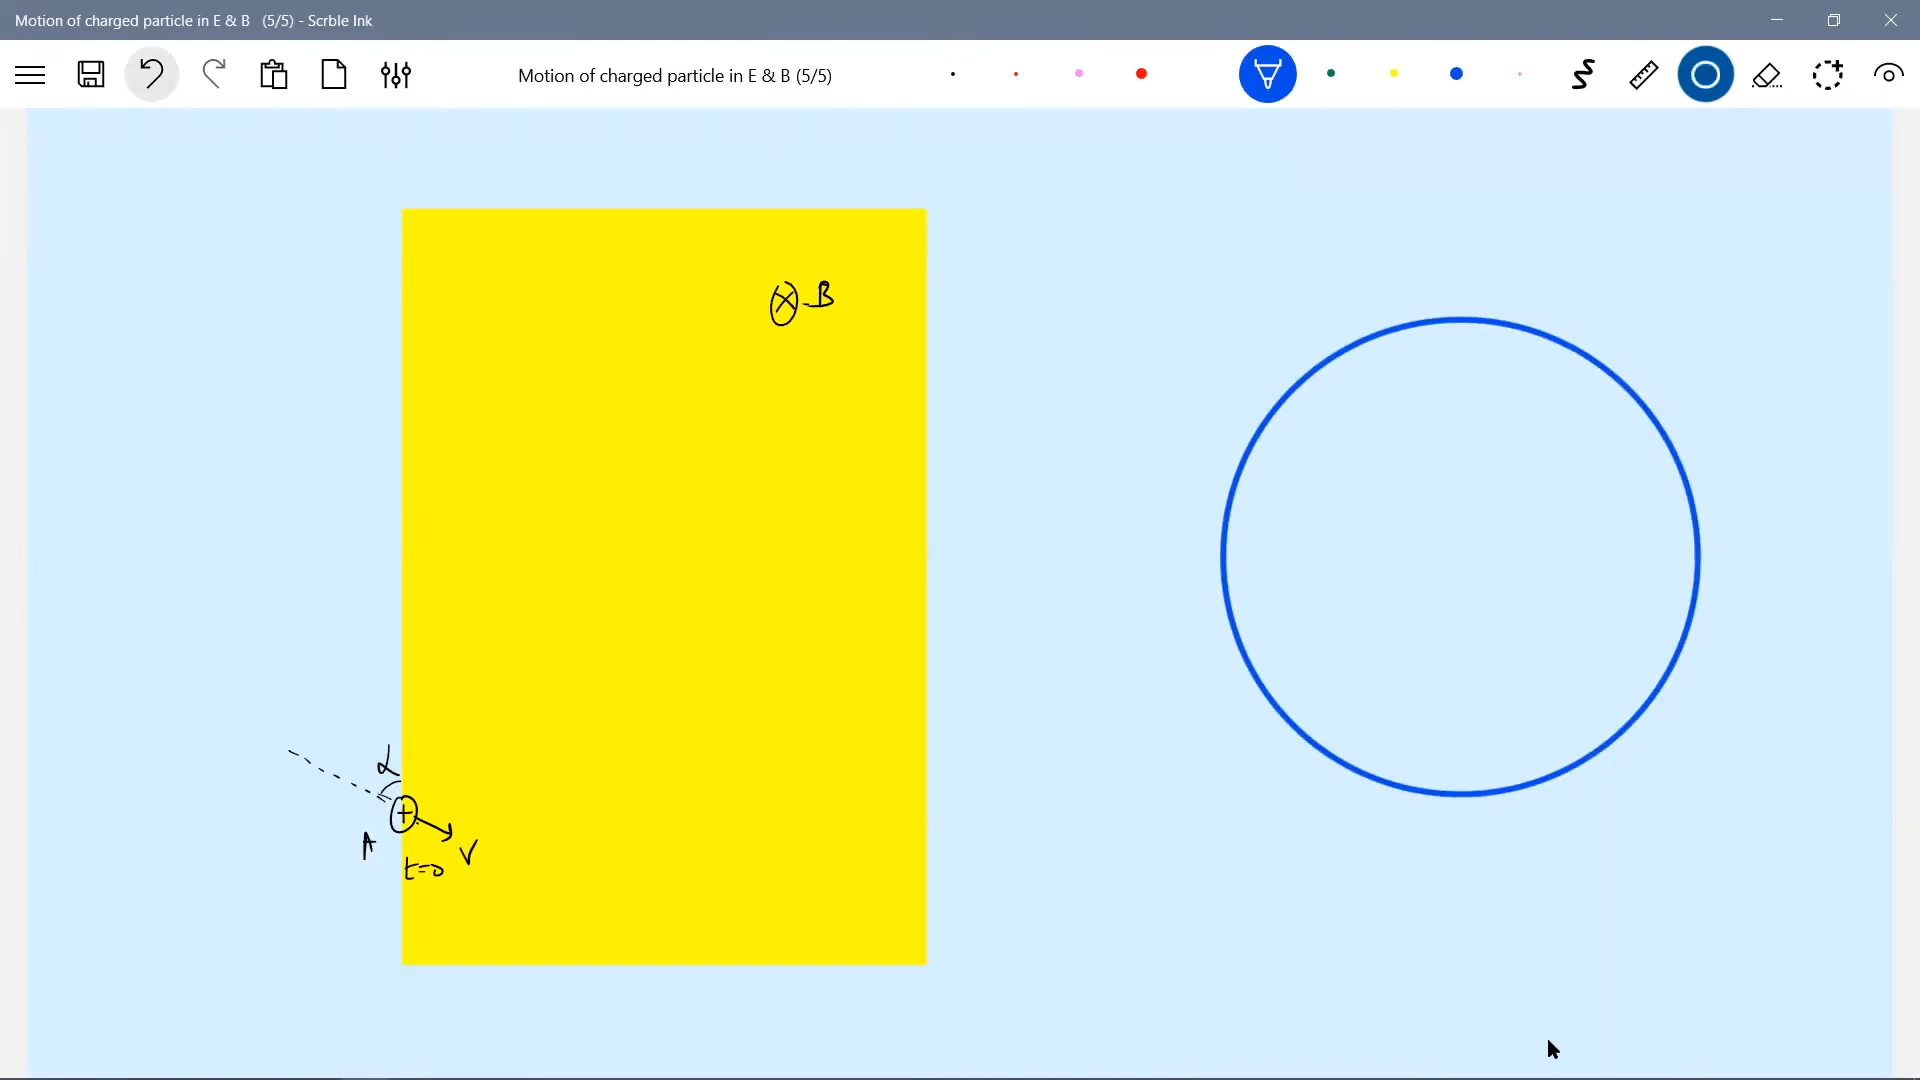 Motion of charged particle in E & B (5/5) - Scrble Ink
Motion of charged particle in E & B (5/5)
B
α
+
A
V
t=0